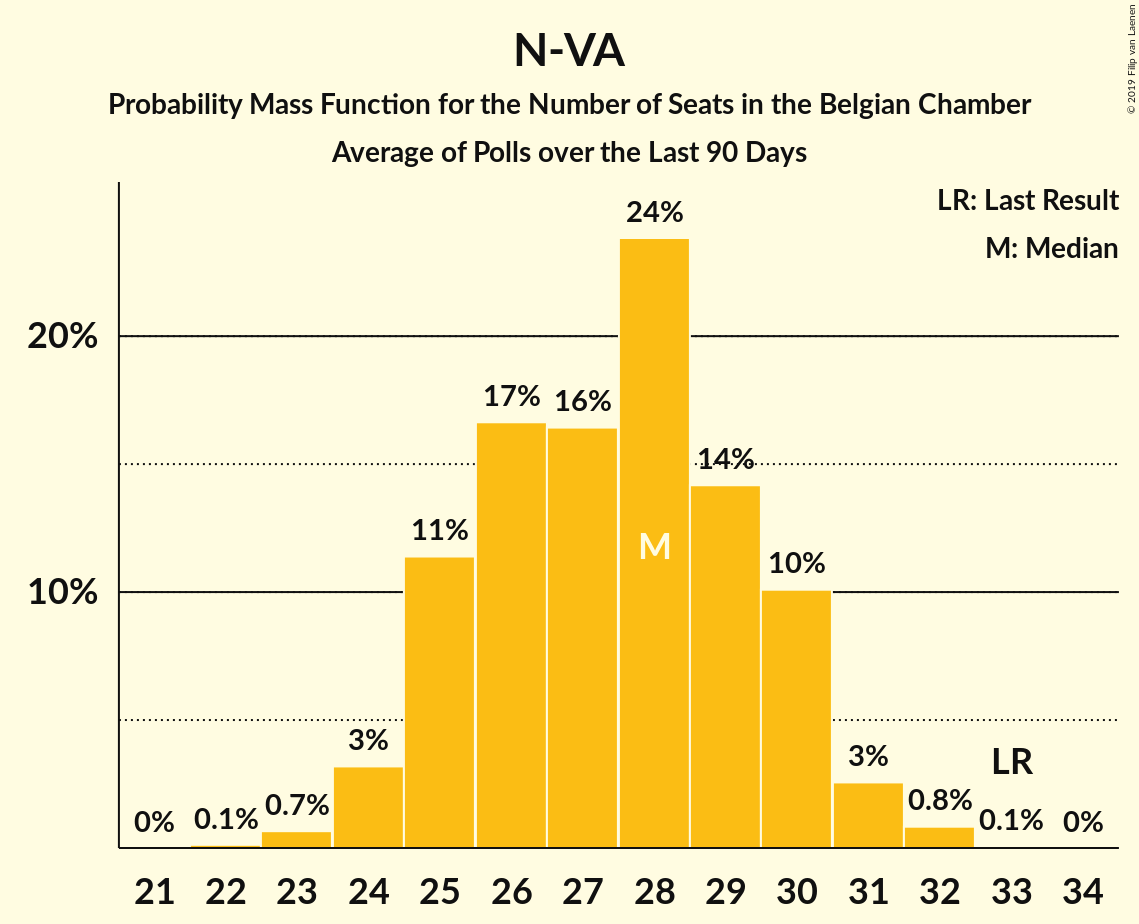 N-VA
Probability Mass Function for the Number of Seats in the Belgian Chamber
Average of Polls over the Last 90 Days
© 2019 Filip van Laenen
LR: Last Result
M: Median
24%
20%
17%
16%
14%
M
11%
10%
10%
3%
3%
LR
0%
0.1%
0.7%
0.8%
0.1%
0%
21 22 23 24 25 26 27 28 29 30 31 32 33 34